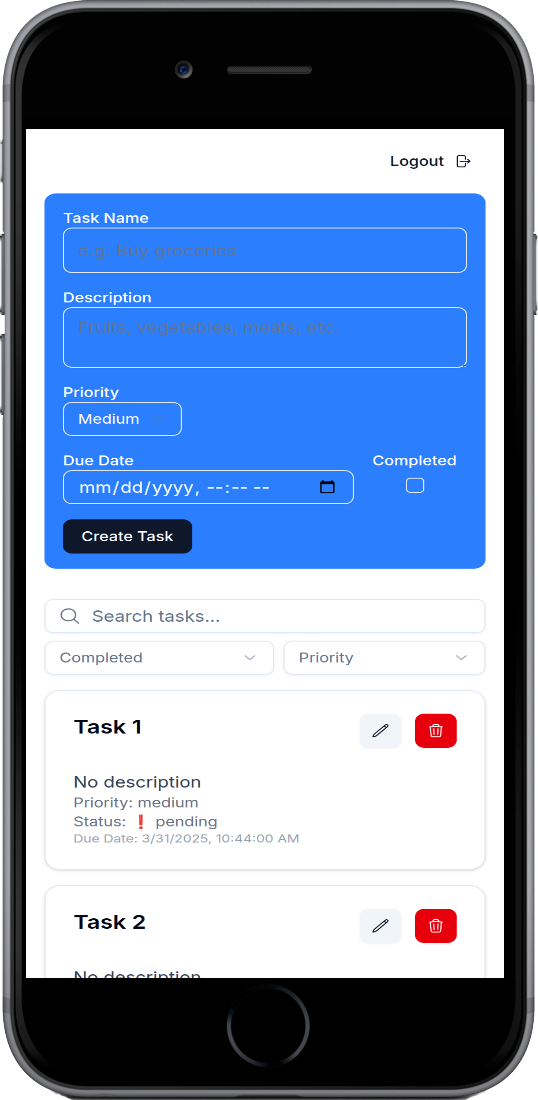 Logout
Task Name
e.g. Buy groceries
Description
Fruits, vegetables, meats, etc.
Priority
Medium
Due Date
Completed
mm/dd/yyyy, --:-- --
Create Task
Search tasks...
Completed
Priority
Task 1
No description
Priority: medium
Status: ❗ pending
Due Date: 3/31/2025, 10:44:00 AM
Task 2
No description